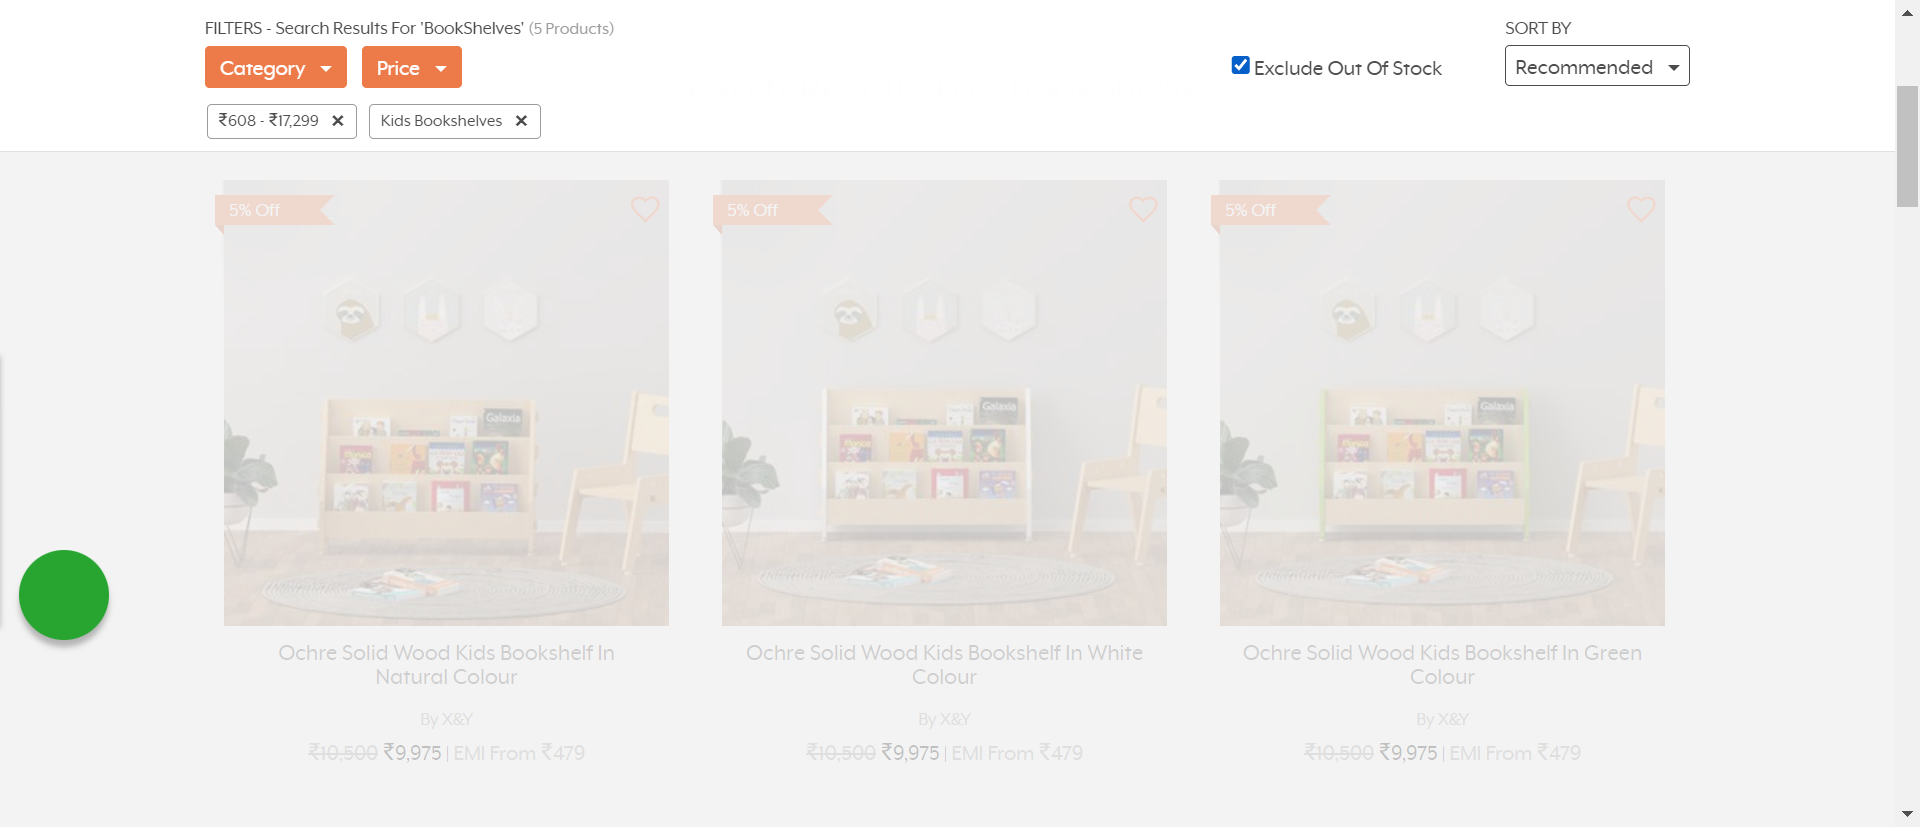 FILTERS - Search Results For 'BookShelves' (5 Products)
SORT BY
Category
Price
Exclude Out Of Stock
Recommended
₹608 - ₹17,299
Kids Bookshelves
5% Off
5% Off
5% Off
Galaxia
Galaxia
Galaxia
Ochre Solid Wood Kids Bookshelf In
Natural Colour
By X&Y
₹10,500 ₹9,975 | EMI From ₹479
Ochre Solid Wood Kids Bookshelf In White
Colour
By X&Y
₹10,500 ₹9,975 | EMI From ₹479
Ochre Solid Wood Kids Bookshelf In Green
Colour
By X&Y
₹10,500 ₹9,975 | EMI From ₹479